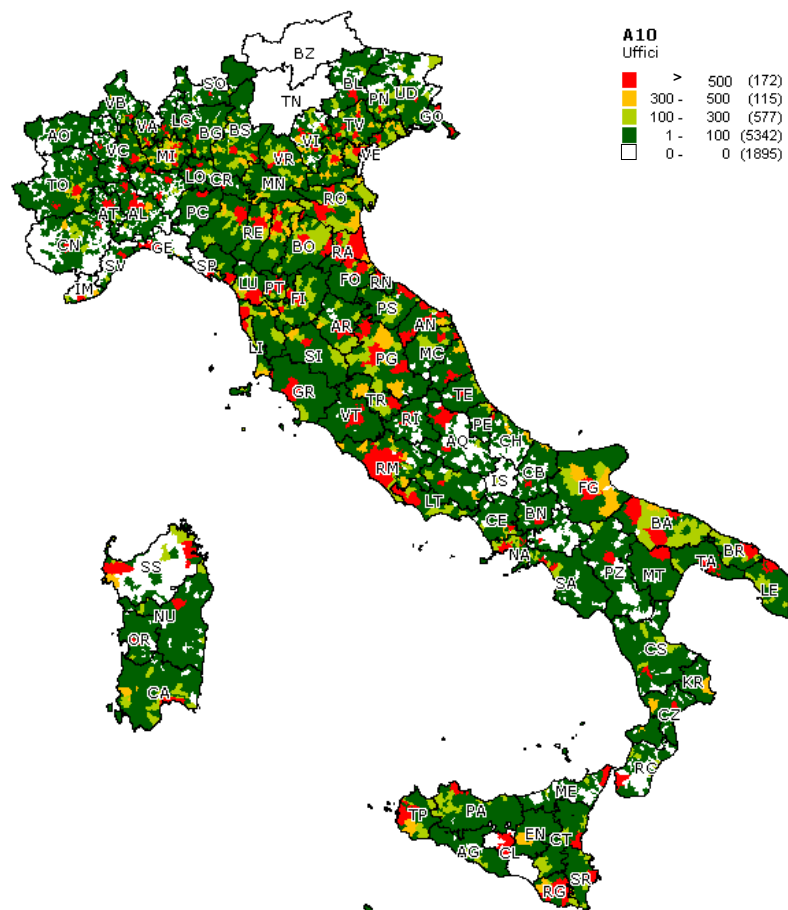 A10
Uffici
> 500 (172)
300 - 500 (115)
100 - 300 (577)
1 - 100 (5342)
0 - 0 (1895)
BZ
SO
BL
TN
UD
VB
PN
LC
GO
VA
BS
TV
AO
BG
VI
VC
MI
VR
VE
TO
LO
CR
MN
RO
AT
AL
PC
RE
CN
GE
BO
RA
SV
SP
FO
RN
IM
LU
PT
FI
PS
AR
AN
LI
SI
PG
MC
GR
TR
TE
VT
RI
PE
AQ
CH
RM
IS
CB
LT
FG
CE
BN
BA
NA
BR
SS
PZ
MT
TA
SA
LE
NU
OR
CS
CA
KR
CZ
RC
ME
TP
PA
EN
CT
AG
CL
SR
RG